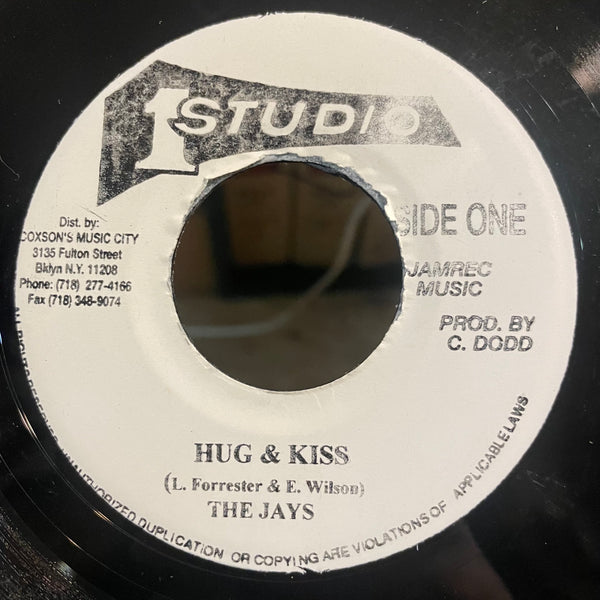 1 STUDIO
Dist. by:
COXSON'S MUSIC CITY
3135 Fulton Street
Bklyn N.Y. 11208
Phone: (718) 277-4166
Fax (718) 348-9074
SIDE ONE
JAMREC
MUSIC
PROD. BY
C. DODD
HUG & KISS
(L. Forrester & E. Wilson)
THE JAYS
DUPLICATION OR COPYING ARE VIOLATIONS OF APPLICABLE LAWS